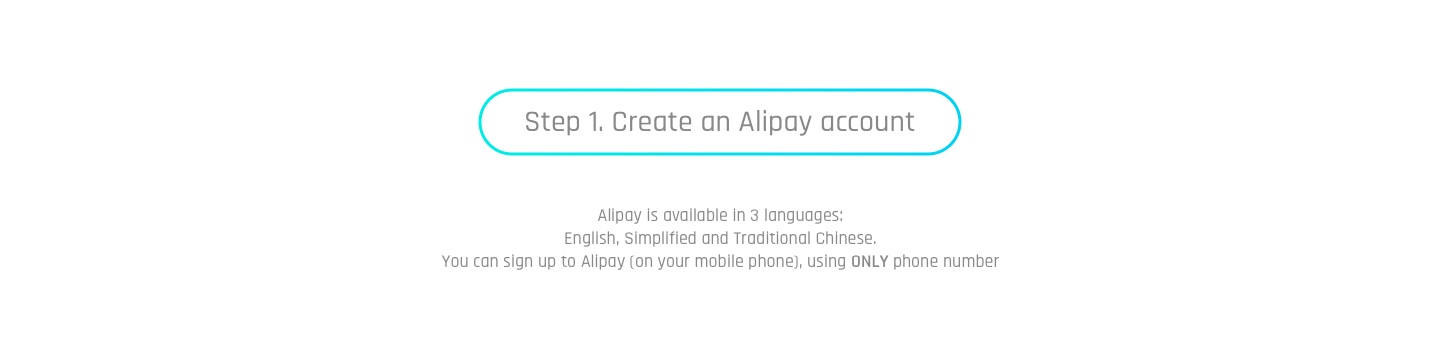 Step 1. Create an Alipay account
Alipay is available in 3 languages:
English, Simplified and Traditional Chinese.
You can sign up to Alipay (on your mobile phone), using ONLY phone number